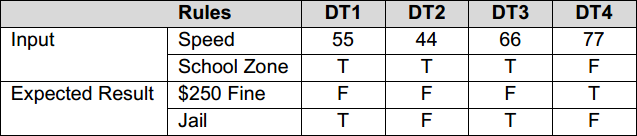 Rules DT1 DT2 DT3 DT4
Input Speed 55 44 66 77
School Zone T T T F
Expected Result $250 Fine F F F T
Jail T F T F